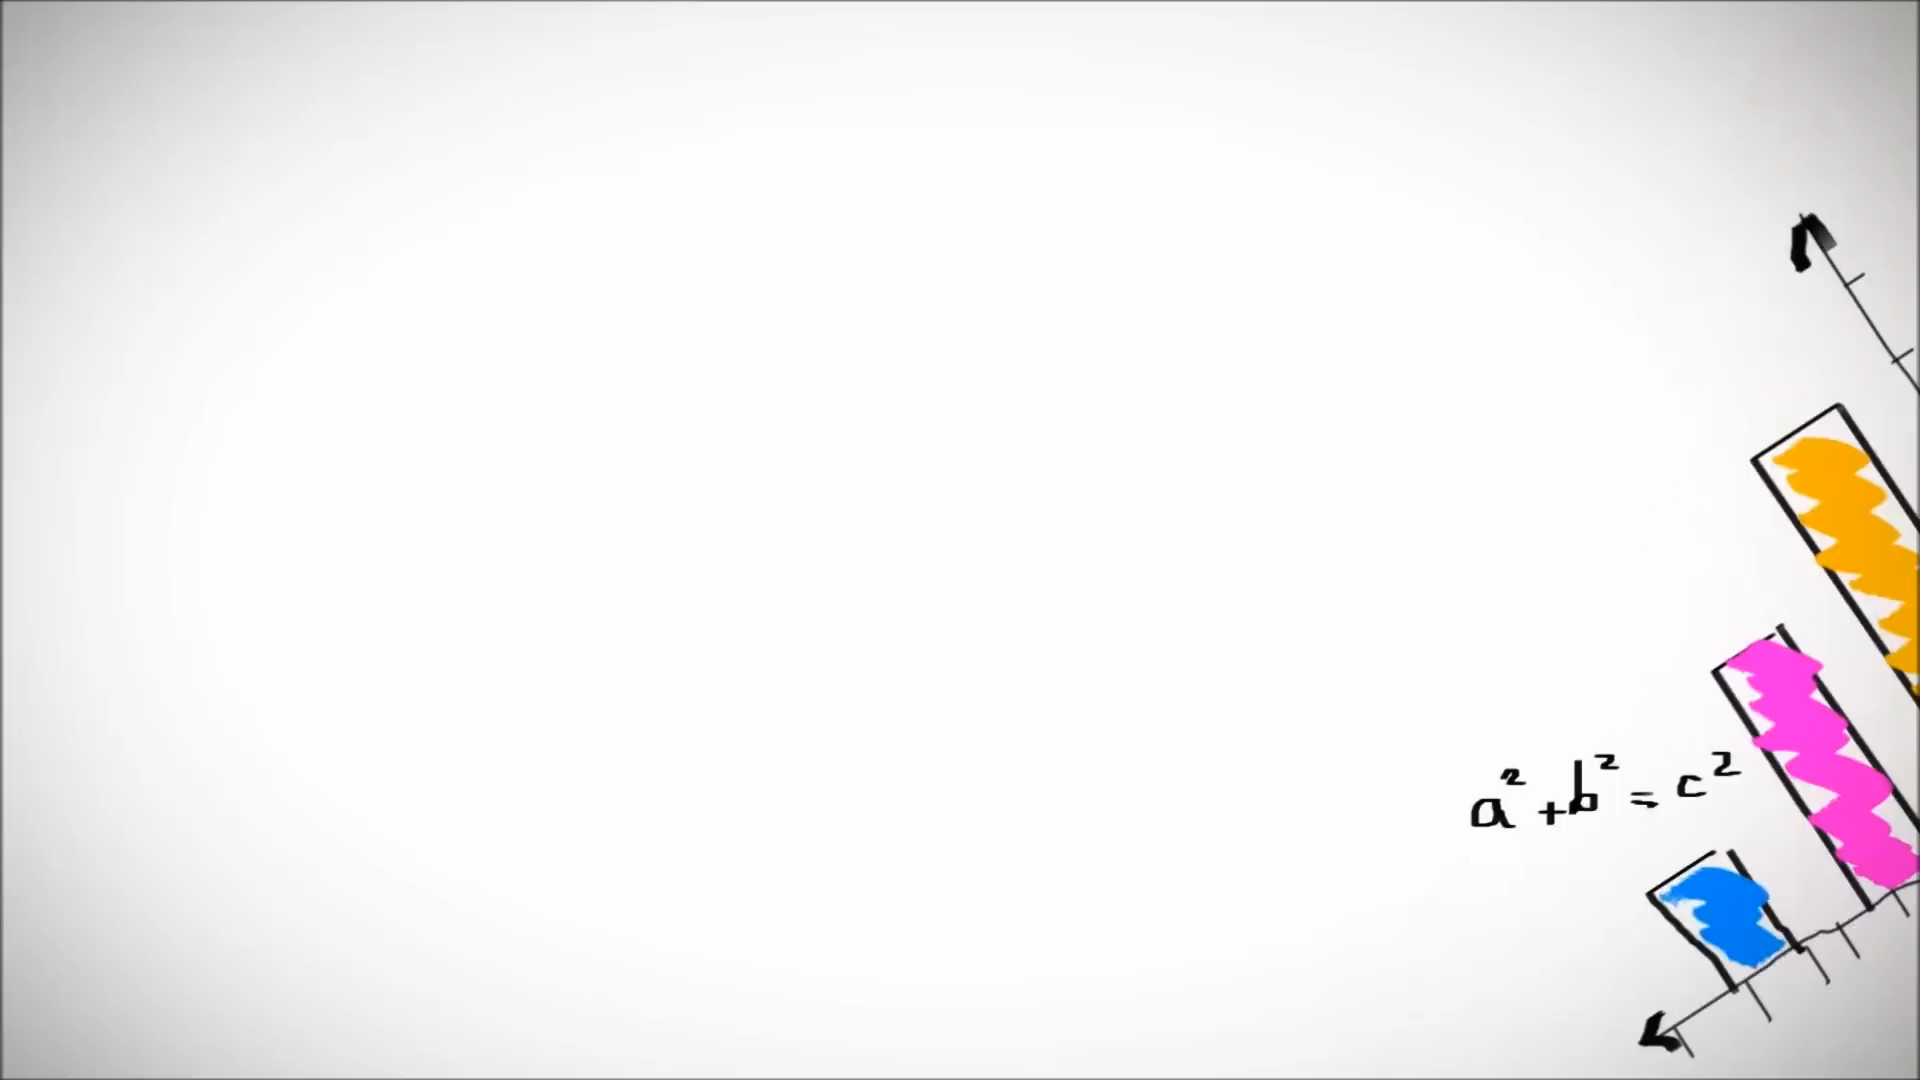 a² + b² = c²